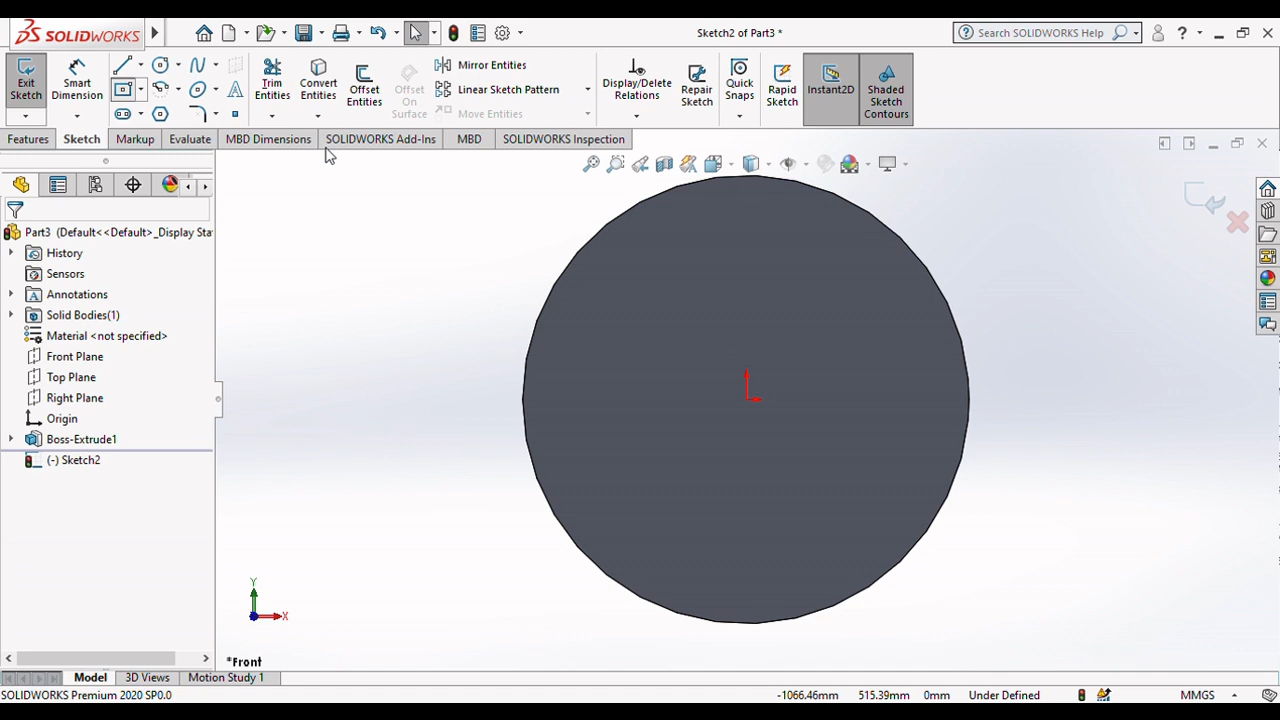 SOLIDWORKS
Sketch2 of Part3 *
Search SOLIDWORKS Help
?
Exit Sketch
Smart Dimension
Trim Entities
Convert Entities
Offset Entities
Offset On Surface
Mirror Entities
Linear Sketch Pattern
Move Entities
Display/Delete Relations
Repair Sketch
Quick Snaps
Rapid Sketch
Instant2D
Shaded Sketch Contours
Features
Sketch
Markup
Evaluate
MBD Dimensions
SOLIDWORKS Add-Ins
MBD
SOLIDWORKS Inspection
Part3 (Default<<Default>_Display Sta
History
Sensors
Annotations
Solid Bodies(1)
Material <not specified>
Front Plane
Top Plane
Right Plane
Origin
Boss-Extrude1
(-) Sketch2
Y
X
*Front
Model
3D Views
Motion Study 1
SOLIDWORKS Premium 2020 SP0.0
-1066.46mm
515.39mm
0mm
Under Defined
MMGS